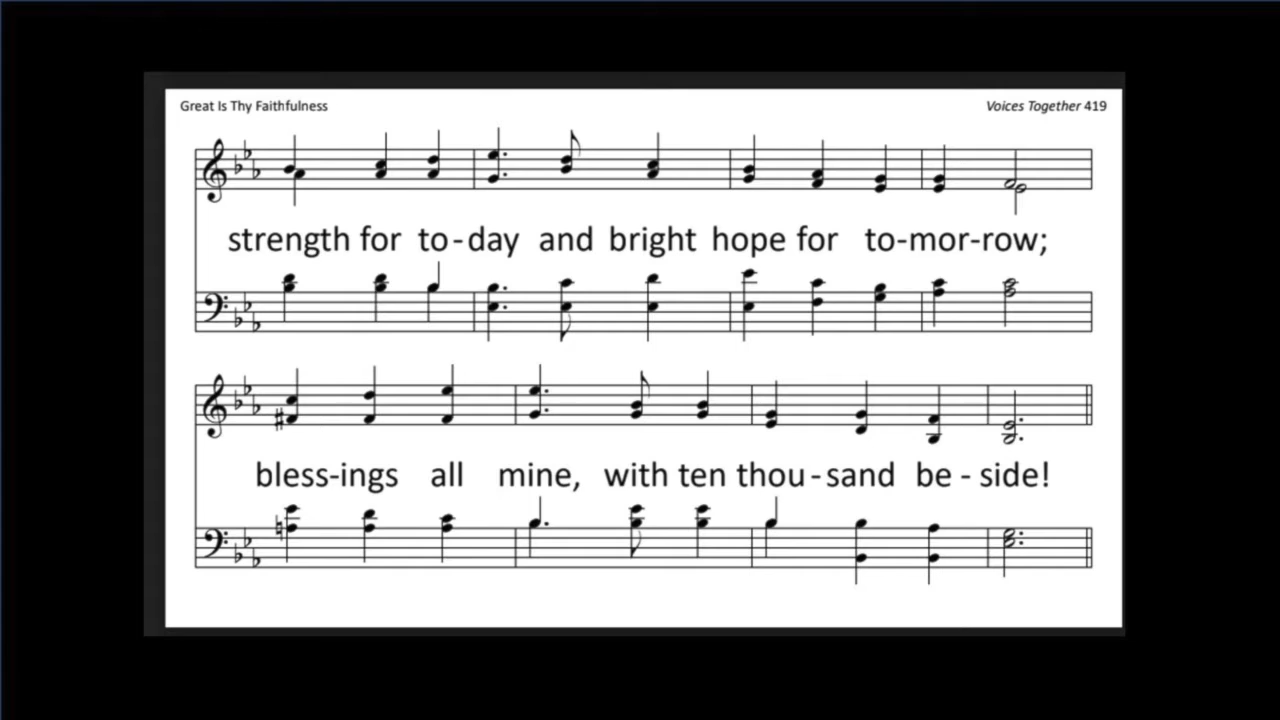 Great Is Thy Faithfulness
Voices Together 419
strength for to-day and bright hope for to-mor-row;
bless-ings all mine, with ten thou-sand be-side!